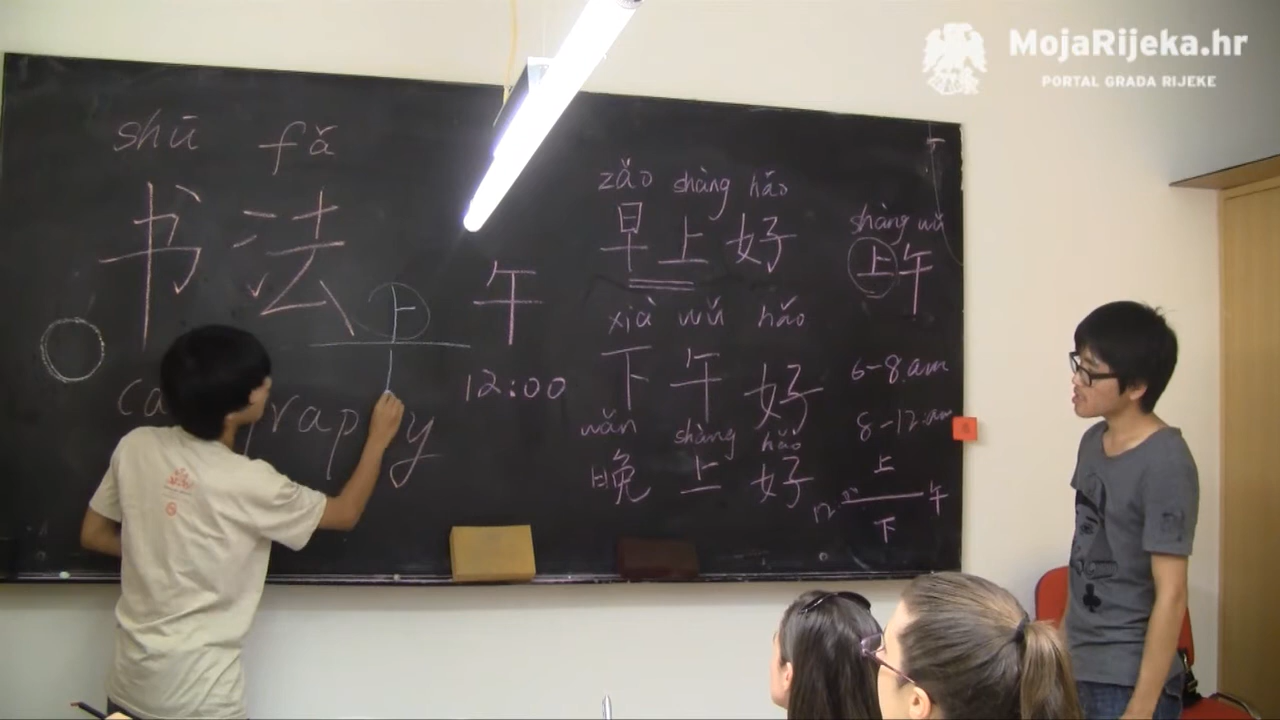 MojaRijeka.hr
PORTAL GRADA RIJEKE
shū fǎ
书法
上
午
12:00
zǎo shàng hǎo
早上好
xià wǔ hǎo
下午好
wǎn shàng hǎo
晚上好
shàng wǔ
上午
6-8.am
8-12:am
上
12 午
下